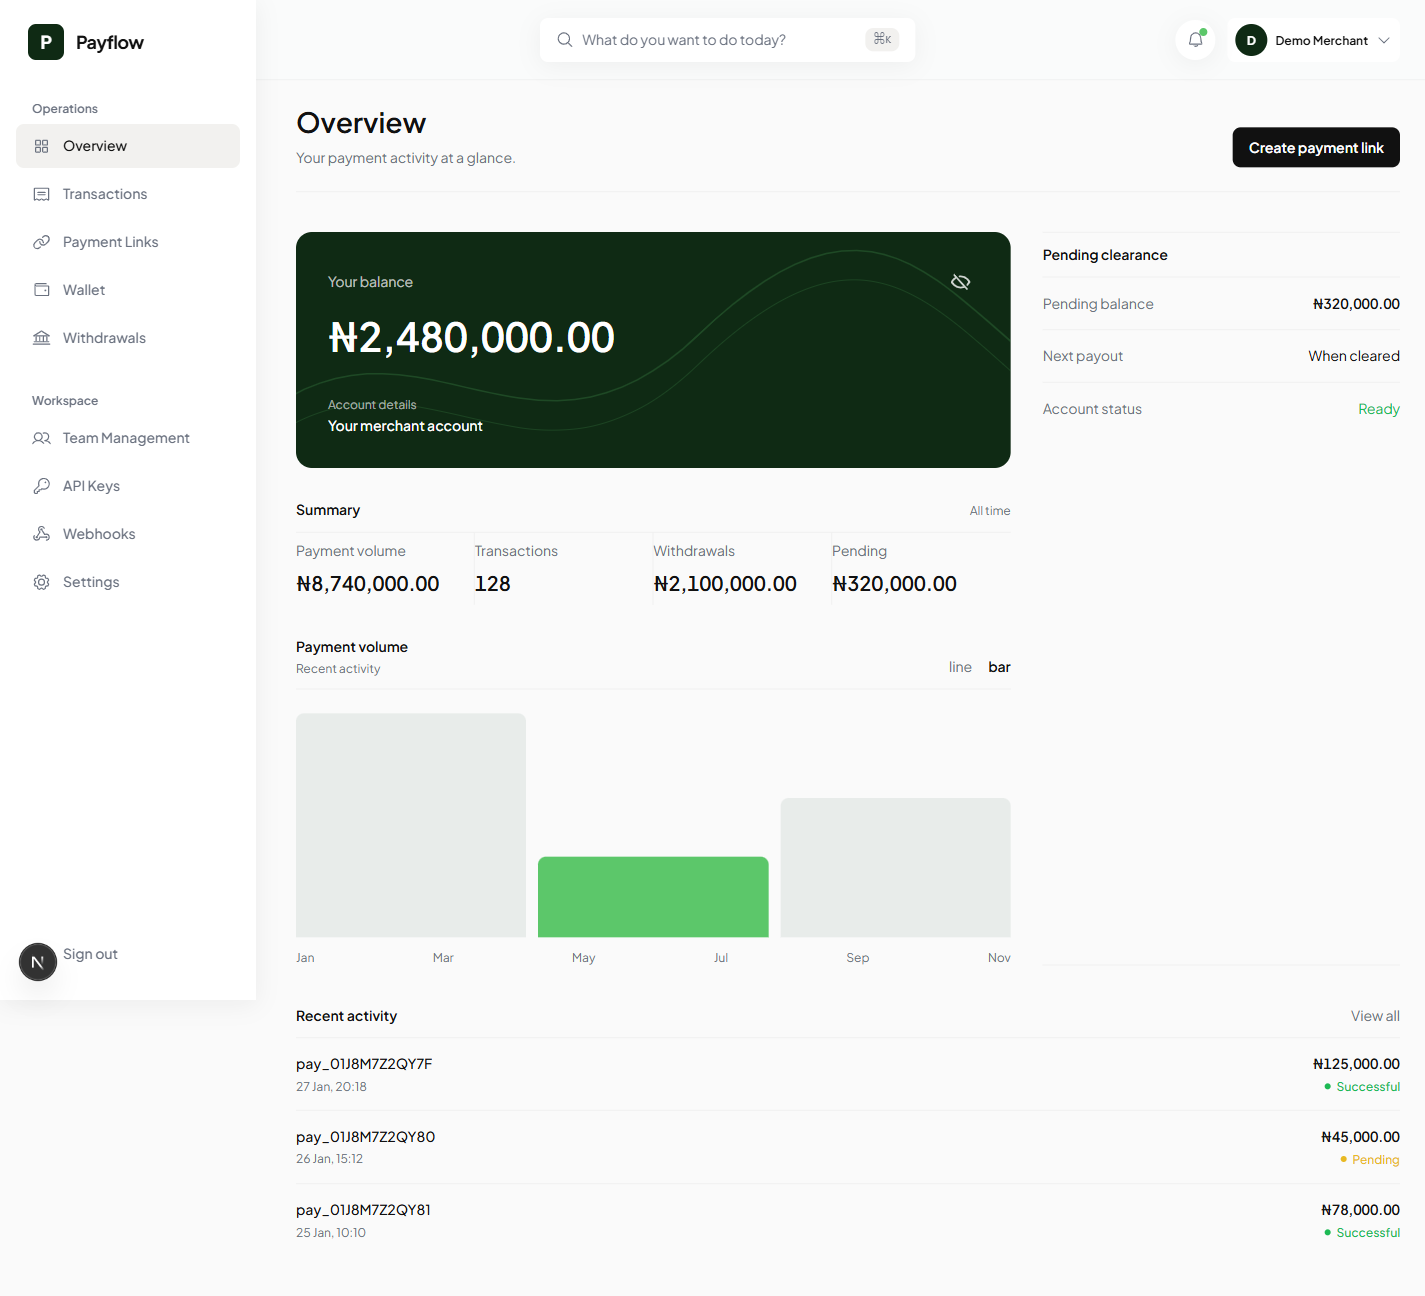 P Payflow
What do you want to do today? ⌘K
D Demo Merchant
Operations
Overview
Transactions
Payment Links
Wallet
Withdrawals
Workspace
Team Management
API Keys
Webhooks
Settings
N Sign out
Overview
Your payment activity at a glance.
Create payment link
Your balance
₦2,480,000.00
Account details
Your merchant account
Pending clearance
Pending balance ₦320,000.00
Next payout When cleared
Account status Ready
Summary All time
Payment volume Transactions Withdrawals Pending
₦8,740,000.00 128 ₦2,100,000.00 ₦320,000.00
Payment volume
Recent activity line bar
Jan Mar May Jul Sep Nov
Recent activity View all
pay_01J8M7Z2QY7F ₦125,000.00
27 Jan, 20:18 Successful
pay_01J8M7Z2QY80 ₦45,000.00
26 Jan, 15:12 Pending
pay_01J8M7Z2QY81 ₦78,000.00
25 Jan, 10:10 Successful